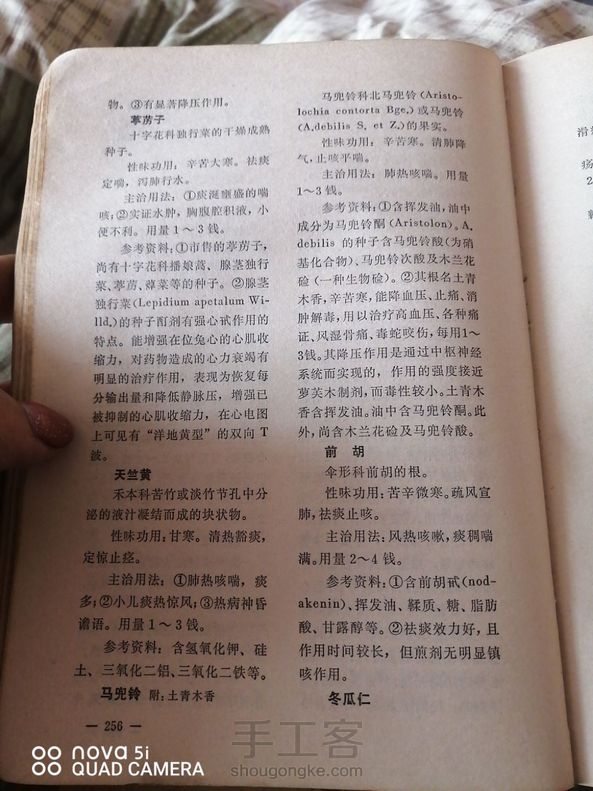 物。③有显著降压作用。
葶苈子
十字花科独行菜的干燥成熟
种子。
性味功用：辛苦大寒。祛痰
定喘，泻肺行水。
主治用法：①痰涎壅盛的喘
咳；②实证水肿，胸腹腔积液，小
便不利。用量1～3钱。
参考资料：①市售的葶苈子，
尚有十字花科播娘蒿、腺茎独行
菜、葶苈、蔊菜等的种子。②腺茎
独行菜(Lepidium apetalum Wi-
lld.)的种子酊剂有强心甙作用的
特点。能增强在位兔心的心肌收
缩力，对药物造成的心力衰竭有
明显的治疗作用，表现为恢复每
分输出量和降低静脉压，增强已
被抑制的心肌收缩力，在心电图
上可见有“洋地黄型”的双向T
波。
天竺黄
禾本科苦竹或淡竹节孔中分
泌的液汁凝结而成的块状物。
性味功用：甘寒。清热豁痰，
定惊止痉。
主治用法：①肺热咳喘，痰
多；②小儿痰热惊风；③热病神昏
谵语。用量1～3钱。
参考资料：含氢氧化钾、硅
土、三氧化二铝、三氧化二铁等。
马兜铃 附：土青木香
— 256 —
马兜铃科北马兜铃(Aristo-
lochia contorta Bge.)或马兜铃
(A.debilis S. et Z.)的果实。
性味功用：辛苦寒。清肺降
气，止咳平喘。
主治用法：肺热咳喘。用量
1～3钱。
参考资料：①含挥发油，油中
成分为马兜铃酮(Aristolon)。A.
debilis 的种子含马兜铃酸(为硝
基化合物)、马兜铃次酸及木兰花
硷(一种生物硷)。②其根名土青
木香，辛苦寒，能降血压、止痛、消
肿解毒，用以治疗高血压、各种痛
证、风湿骨痛、毒蛇咬伤，每用1～
3钱。其降压作用是通过中枢神经
系统而实现的，作用的强度接近
萝芙木制剂，而毒性较小。土青木
香含挥发油。油中含马兜铃酮。此
外，尚含木兰花硷及马兜铃酸。
前胡
伞形科前胡的根。
性味功用：苦辛微寒。疏风宣
肺，祛痰止咳。
主治用法：风热咳嗽，痰稠喘
满。用量2～4钱。
参考资料：①含前胡甙(nod-
akenin)、挥发油、鞣质、糖、脂肪
酸、甘露醇等。②祛痰效力好，且
作用时间较长，但煎剂无明显镇
咳作用。
冬瓜仁
nova 5i
QUAD CAMERA
手工客
shougongke.com